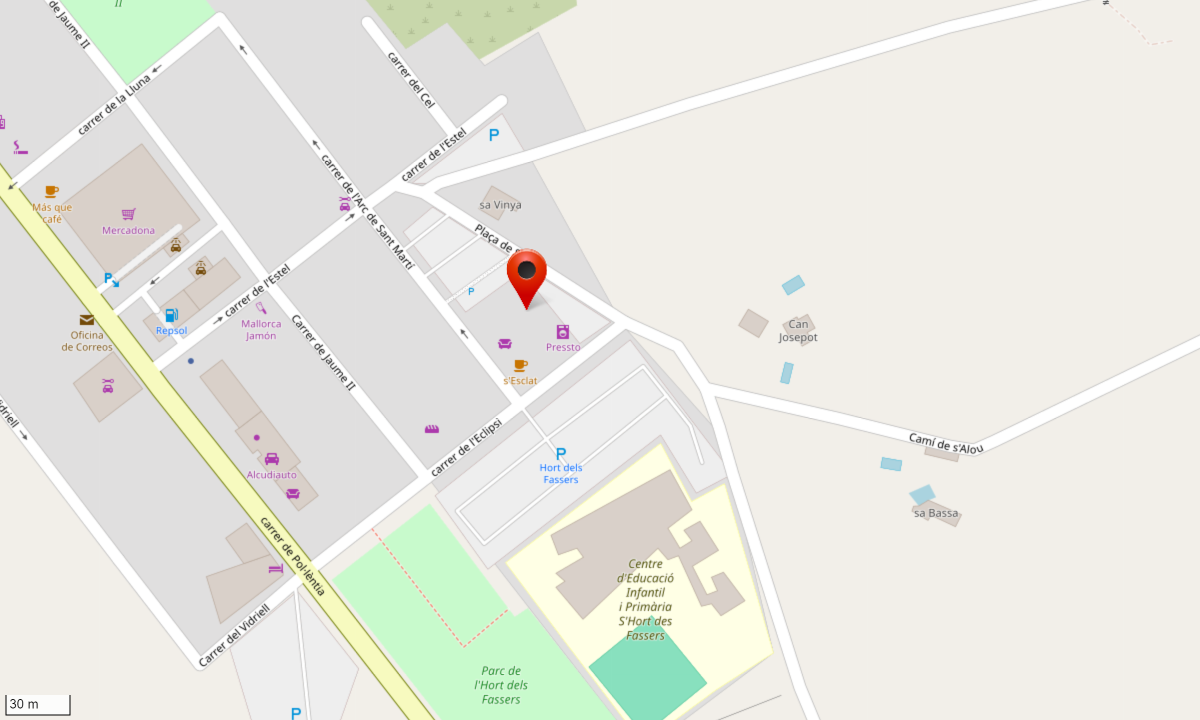 II
de Jaume II
carrer de la Lluna
carrer del Cel
carrer de l'Estel
P
carrer de l'Arc de Sant Martí
Más que
café
Mercadona
sa Vinya
Plaça de
P
P
carrer de l'Estel
Oficina
de Correos
Repsol
Mallorca
Jamón
Carrer de Jaume II
Pressto
s'Esclat
Can
Josepot
Vidriell
carrer de l'Eclipsi
Camí de s'Alou
P
Hort dels
Fassers
Alcudiauto
sa Bassa
carrer de Pol·lèntia
Centre
d'Educació
Infantil
i Primària
S'Hort des
Fassers
Carrer del Vidriell
Parc de
l'Hort dels
Fassers
30 m
P